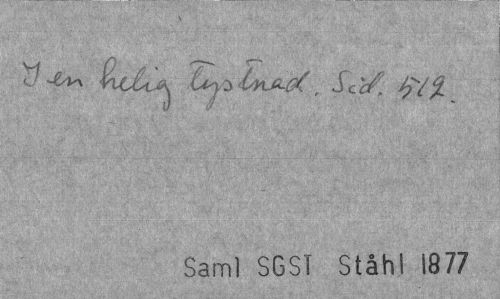 I en helig tystnad. Sid. 512.
Saml SGST Ståhl 1877